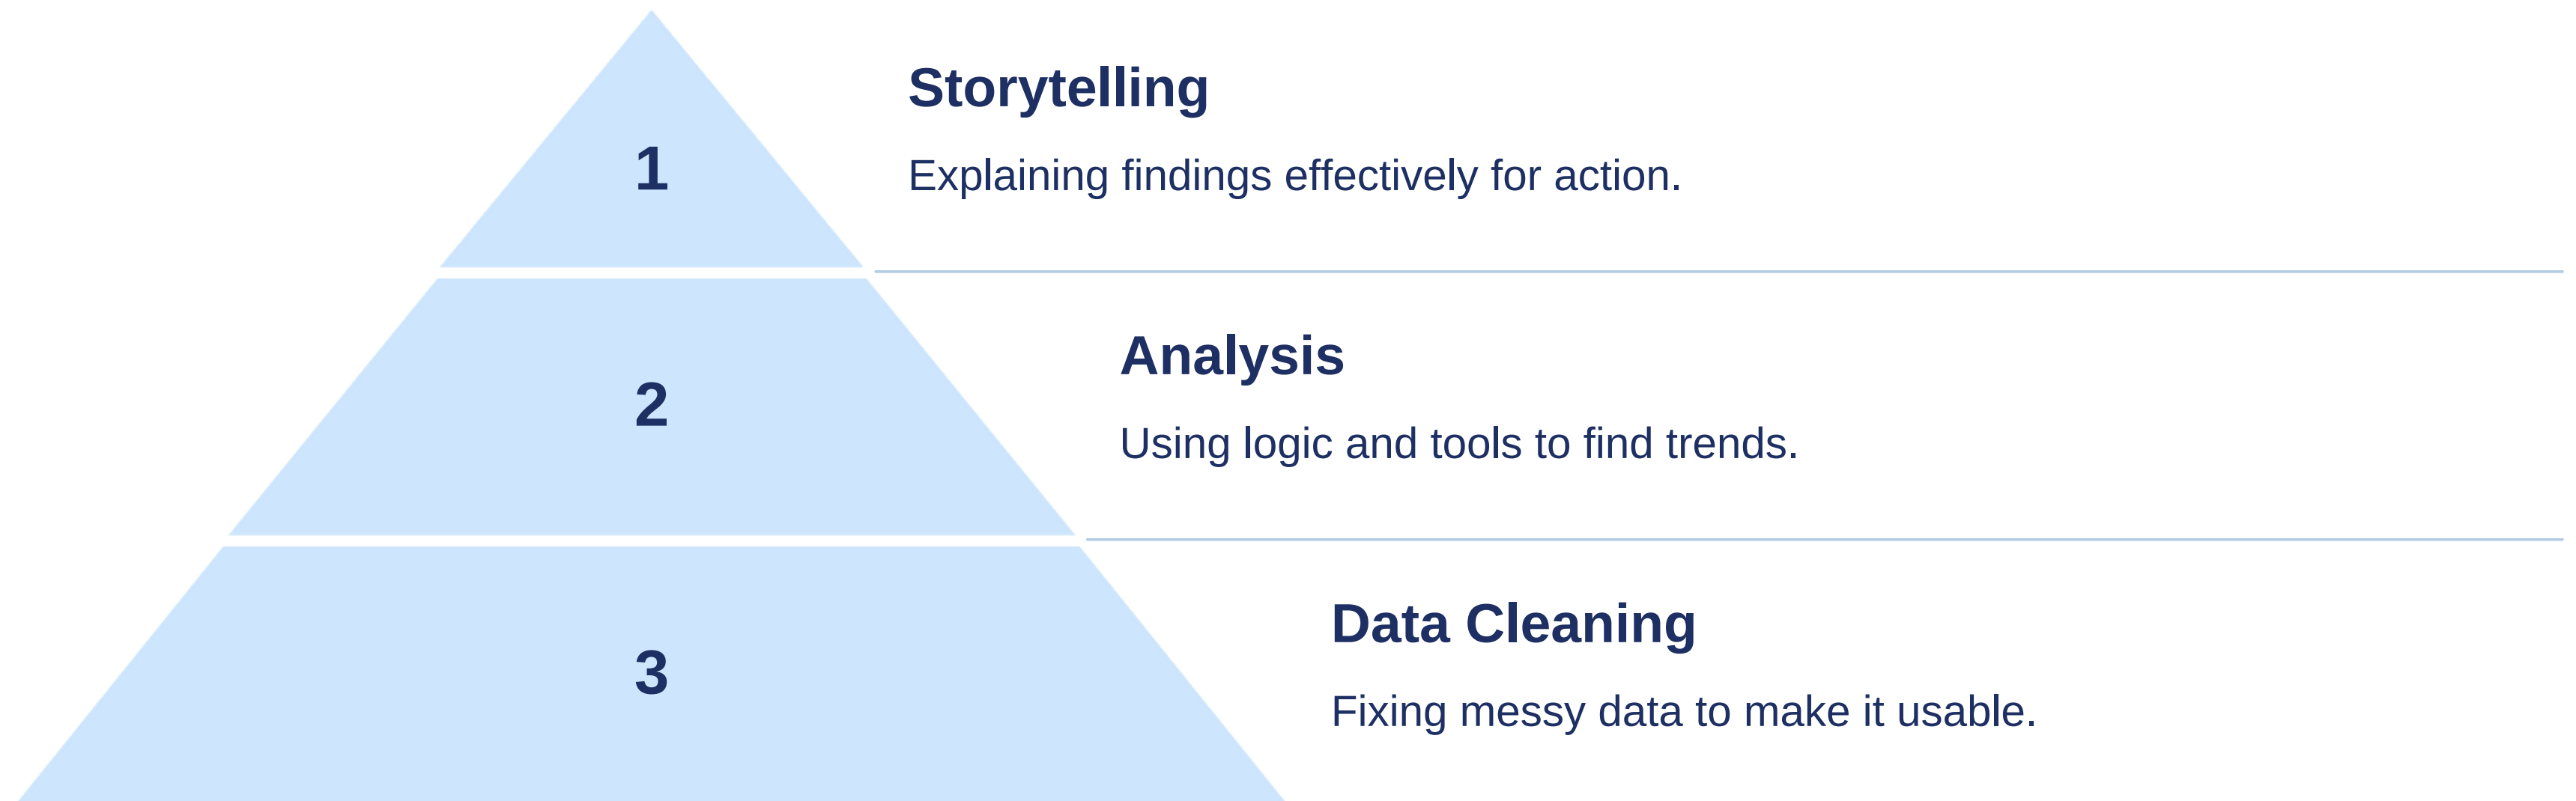 Storytelling
1
Explaining findings effectively for action.
Analysis
2
Using logic and tools to find trends.
Data Cleaning
3
Fixing messy data to make it usable.